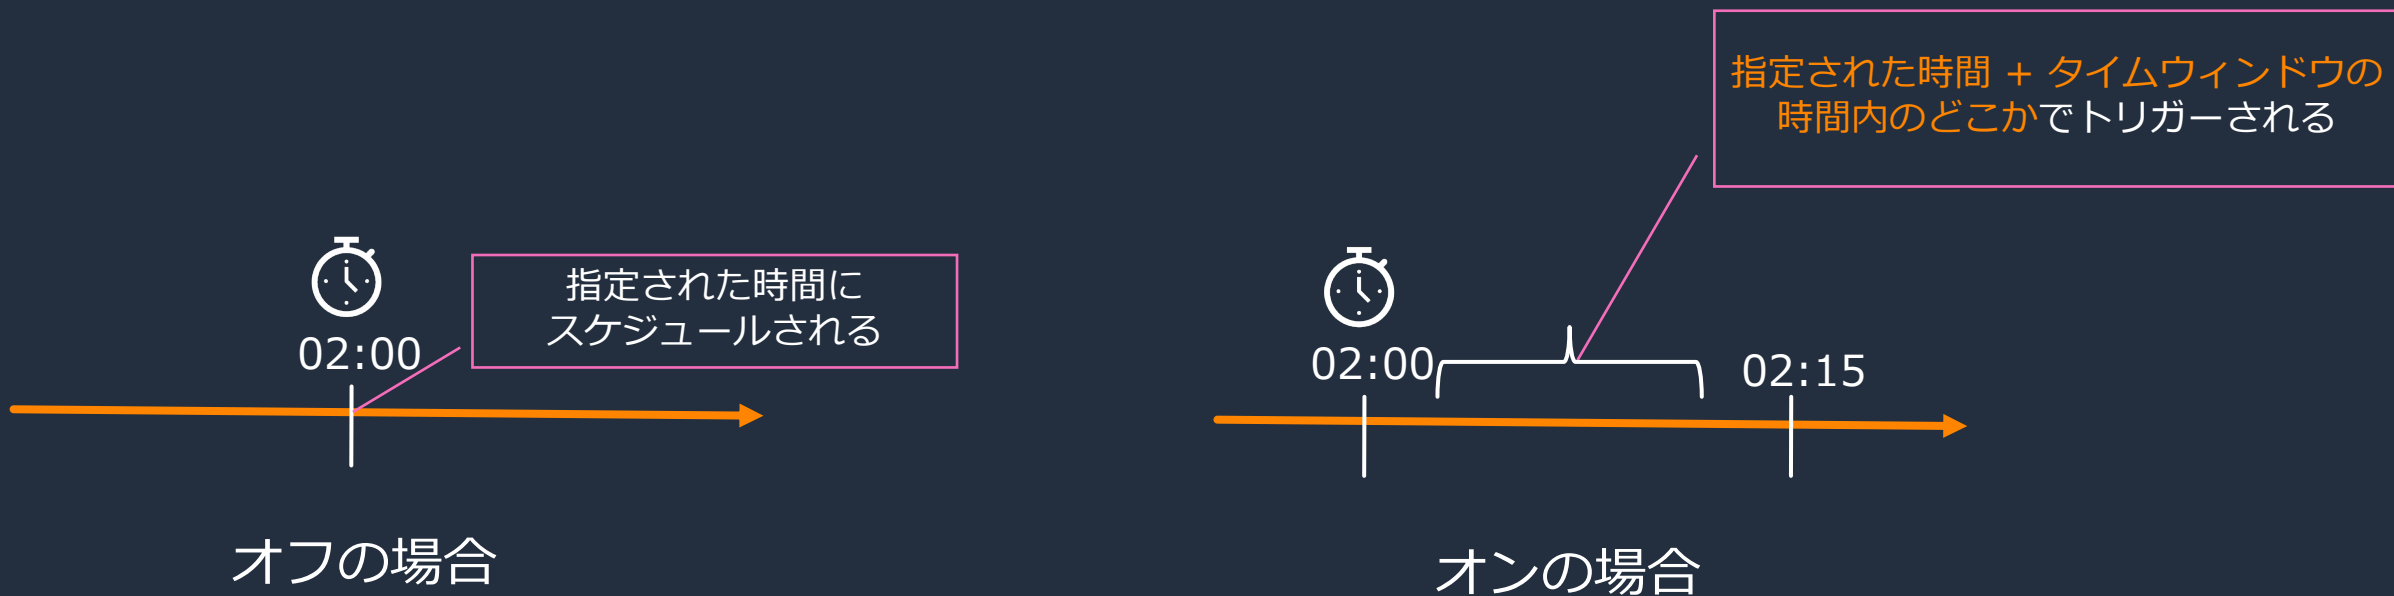 02:00
指定された時間に
スケジュールされる
オフの場合
指定された時間 + タイムウィンドウの
時間内のどこかでトリガーされる
02:00
02:15
オンの場合